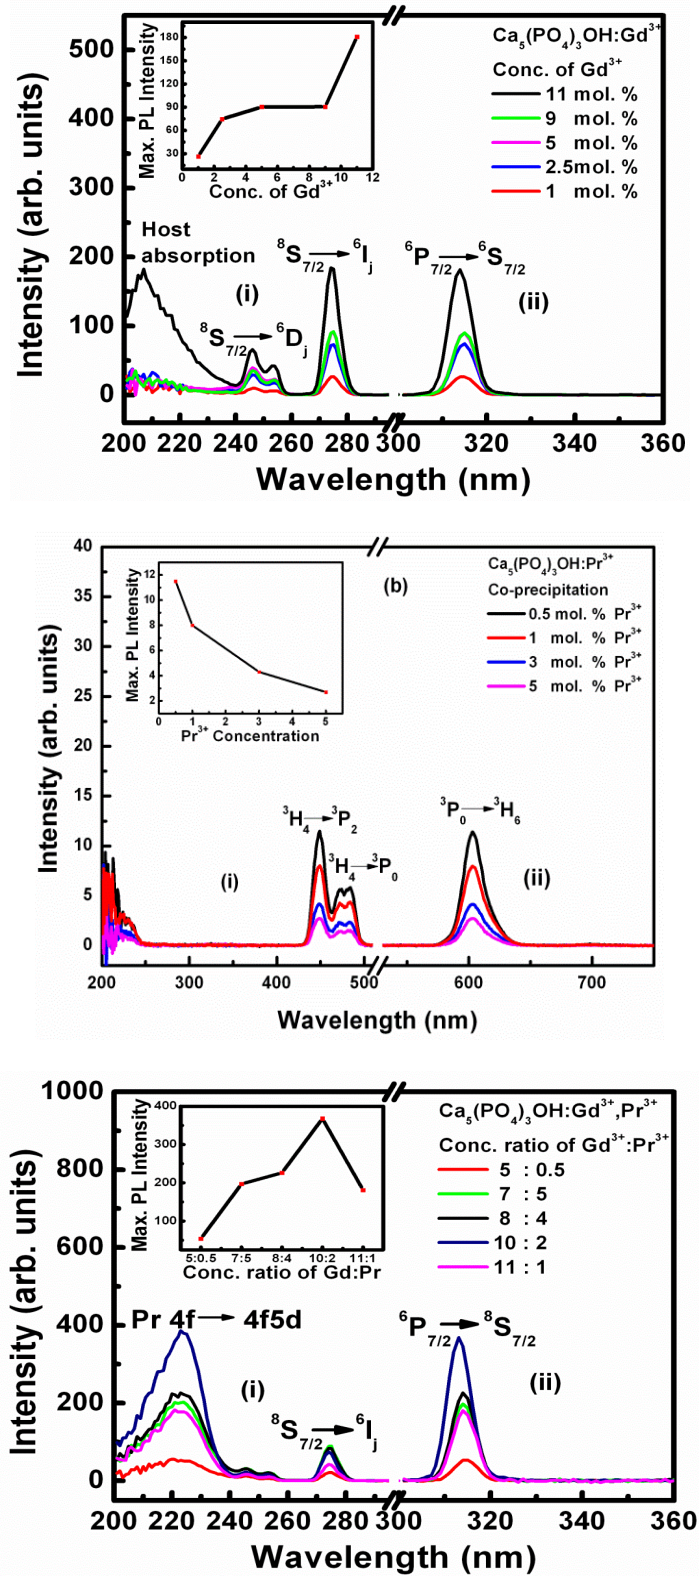 Ca5(PO4)3OH:Gd3+
Conc. of Gd3+
11 mol. %
9 mol. %
5 mol. %
2.5mol. %
1 mol. %
Intensity (arb. units)
500
400
300
200
100
0
Max. PL Intensity
180
150
120
90
60
30
0 2 4 6 8 10 12
Conc. of Gd3+
Host
absorption
(i)
8S7/2 → 6Dj
8S7/2 → 6Ij
6P7/2 → 6S7/2
(ii)
200 220 240 260 280 300 320 340 360
Wavelength (nm)
(b)
Ca5(PO4)3OH:Pr3+
Co-precipitation
0.5 mol. % Pr3+
1 mol. % Pr3+
3 mol. % Pr3+
5 mol. % Pr3+
Intensity (arb. units)
40
35
30
25
20
15
10
5
0
Max. PL Intensity
12
10
8
6
4
2
0 1 2 3 4 5
Pr3+ Concentration
3H4 → 3P2
3H4 → 3P0
3P0 → 3H6
(i)
(ii)
200 300 400 500 600 700
Wavelength (nm)
Ca5(PO4)3OH:Gd3+,Pr3+
Conc. ratio of Gd3+:Pr3+
5 : 0.5
7 : 5
8 : 4
10 : 2
11 : 1
Intensity (arb. units)
1000
800
600
400
200
0
Max. PL Intensity
400
300
200
100
5:0.5 7:5 8:4 10:2 11:1
Conc. ratio of Gd:Pr
Pr 4f → 4f5d
(i)
8S7/2 → 6Ij
6P7/2 → 8S7/2
(ii)
200 220 240 260 280 300 320 340 360
Wavelength (nm)